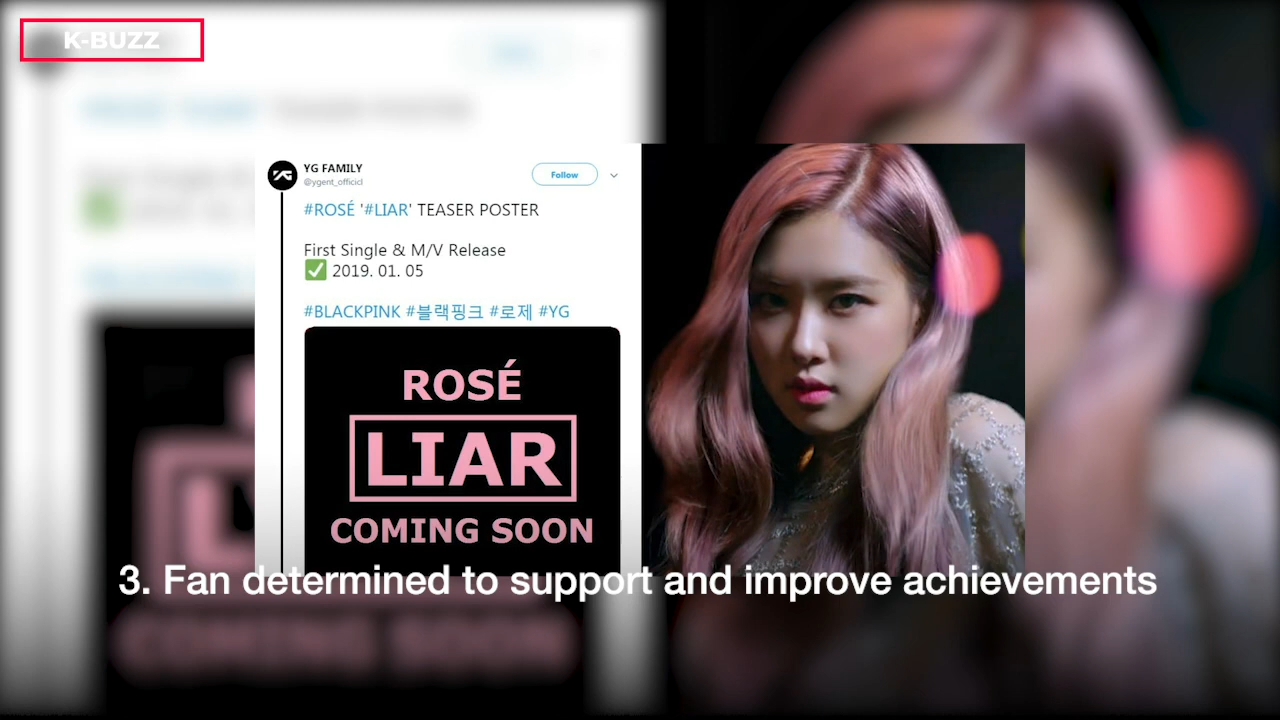 K-BUZZ
YG FAMILY
@ygent_official
Follow
#ROSÉ '#LIAR' TEASER POSTER
First Single & M/V Release
✅ 2019. 01. 05
#BLACKPINK #블랙핑크 #로제 #YG
ROSÉ
LIAR
COMING SOON
3. Fan determined to support and improve achievements